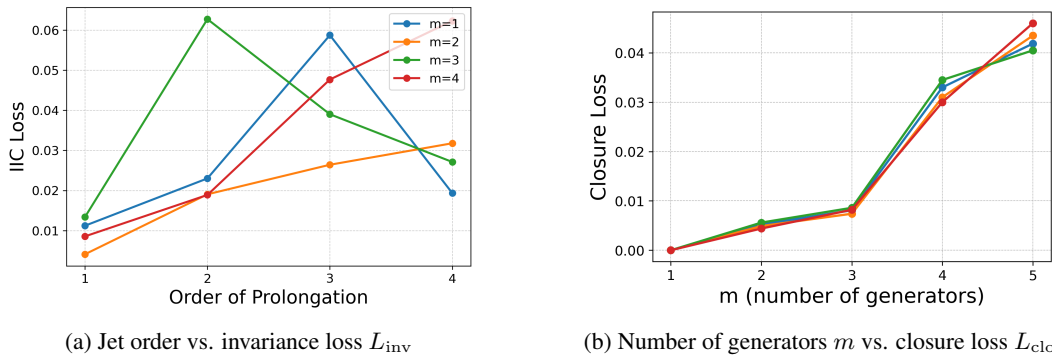 0.06
0.05
0.04
0.03
0.02
0.01
IIC Loss
1 2 3 4
Order of Prolongation
m=1
m=2
m=3
m=4
(a) Jet order vs. invariance loss L_inv
0.04
0.03
0.02
0.01
0.00
Closure Loss
1 2 3 4 5
m (number of generators)
(b) Number of generators m vs. closure loss L_clo